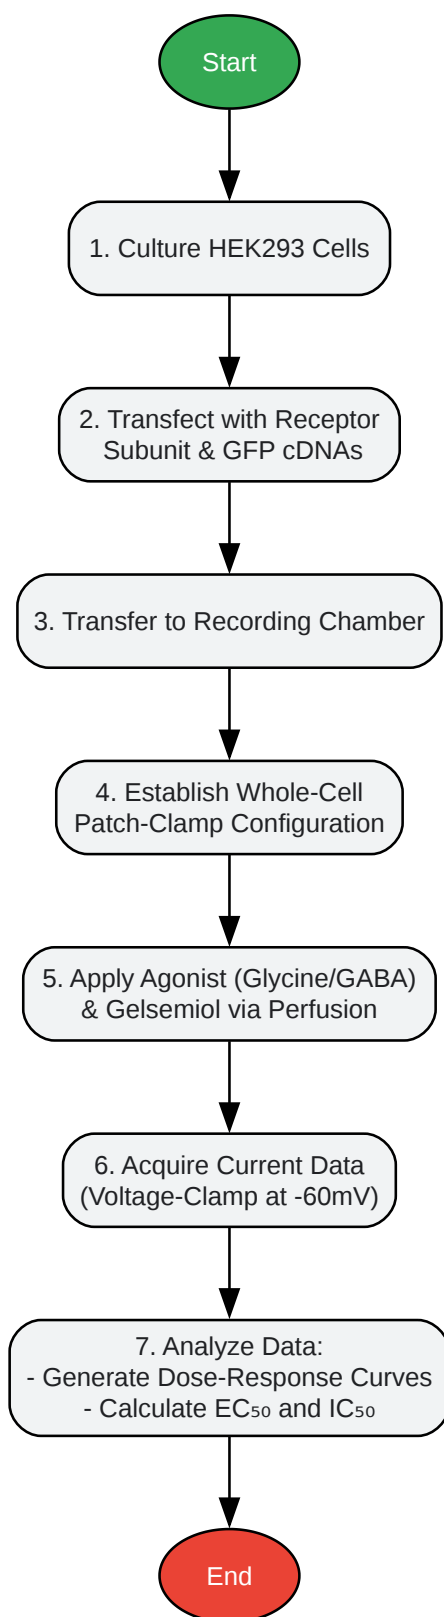 Start
1. Culture HEK293 Cells
2. Transfect with Receptor
Subunit & GFP cDNAs
3. Transfer to Recording Chamber
4. Establish Whole-Cell
Patch-Clamp Configuration
5. Apply Agonist (Glycine/GABA)
& Gelsemiol via Perfusion
6. Acquire Current Data
(Voltage-Clamp at -60mV)
7. Analyze Data:
- Generate Dose-Response Curves
- Calculate EC₅₀ and IC₅₀
End